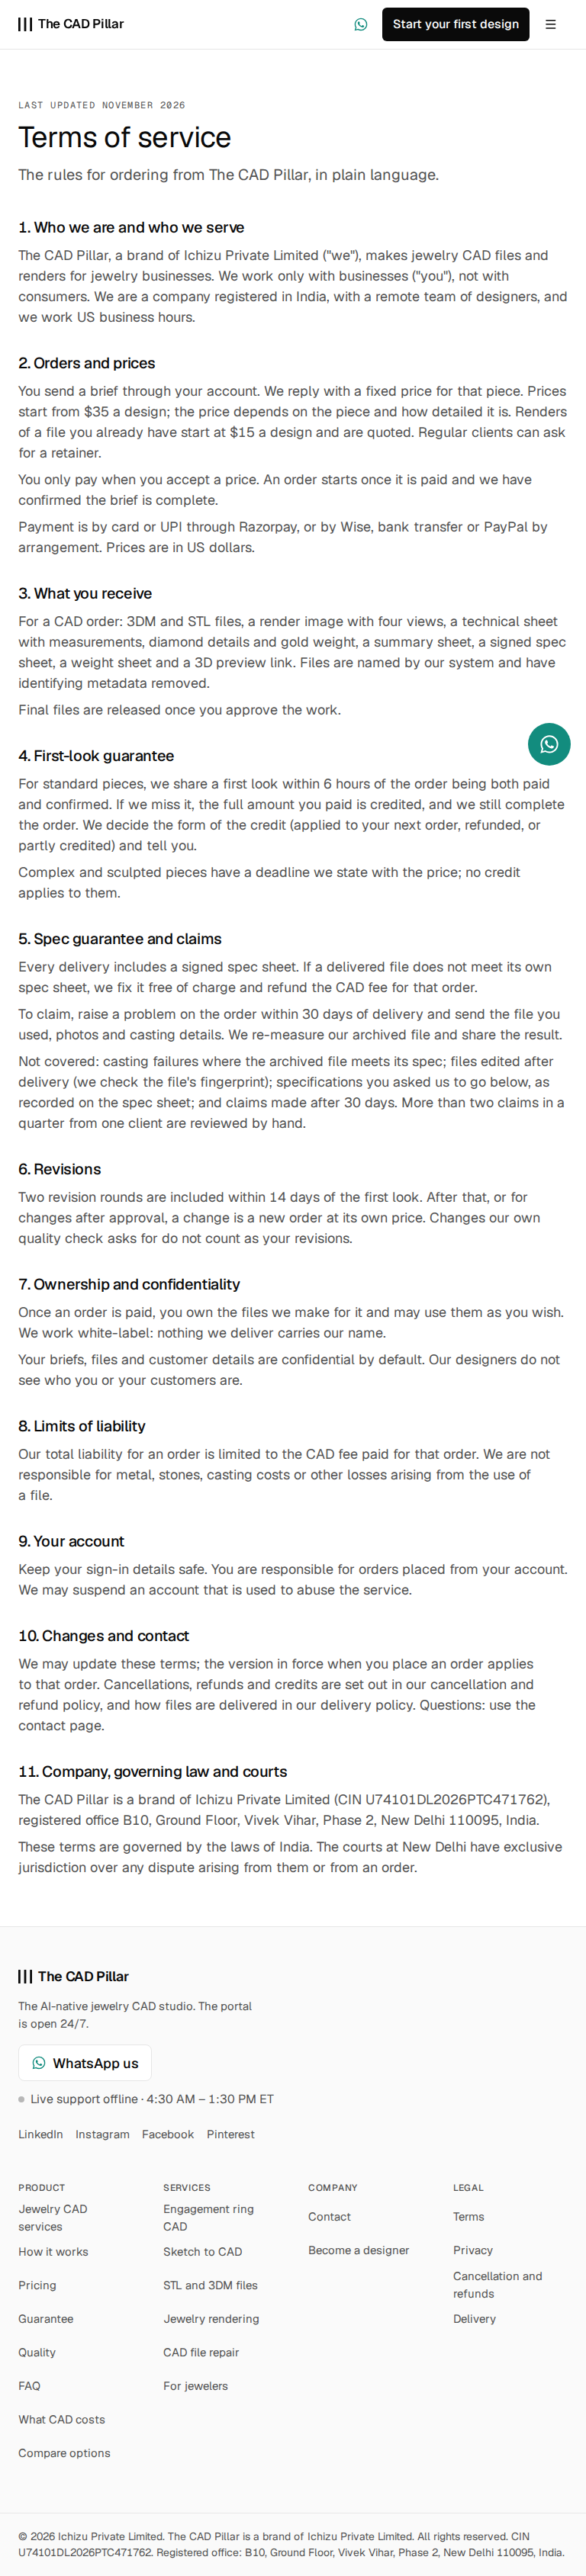 The CAD Pillar
Start your first design
LAST UPDATED NOVEMBER 2026
Terms of service
The rules for ordering from The CAD Pillar, in plain language.
1. Who we are and who we serve
The CAD Pillar, a brand of Ichizu Private Limited ("we"), makes jewelry CAD files and
renders for jewelry businesses. We work only with businesses ("you"), not with
consumers. We are a company registered in India, with a remote team of designers, and
we work US business hours.
2. Orders and prices
You send a brief through your account. We reply with a fixed price for that piece. Prices
start from $35 a design; the price depends on the piece and how detailed it is. Renders
of a file you already have start at $15 a design and are quoted. Regular clients can ask
for a retainer.
You only pay when you accept a price. An order starts once it is paid and we have
confirmed the brief is complete.
Payment is by card or UPI through Razorpay, or by Wise, bank transfer or PayPal by
arrangement. Prices are in US dollars.
3. What you receive
For a CAD order: 3DM and STL files, a render image with four views, a technical sheet
with measurements, diamond details and gold weight, a summary sheet, a signed spec
sheet, a weight sheet and a 3D preview link. Files are named by our system and have
identifying metadata removed.
Final files are released once you approve the work.
4. First-look guarantee
For standard pieces, we share a first look within 6 hours of the order being both paid
and confirmed. If we miss it, the full amount you paid is credited, and we still complete
the order. We decide the form of the credit (applied to your next order, refunded, or
partly credited) and tell you.
Complex and sculpted pieces have a deadline we state with the price; no credit
applies to them.
5. Spec guarantee and claims
Every delivery includes a signed spec sheet. If a delivered file does not meet its own
spec sheet, we fix it free of charge and refund the CAD fee for that order.
To claim, raise a problem on the order within 30 days of delivery and send the file you
used, photos and casting details. We re-measure our archived file and share the result.
Not covered: casting failures where the archived file meets its spec; files edited after
delivery (we check the file's fingerprint); specifications you asked us to go below, as
recorded on the spec sheet; and claims made after 30 days. More than two claims in a
quarter from one client are reviewed by hand.
6. Revisions
Two revision rounds are included within 14 days of the first look. After that, or for
changes after approval, a change is a new order at its own price. Changes our own
quality check asks for do not count as your revisions.
7. Ownership and confidentiality
Once an order is paid, you own the files we make for it and may use them as you wish.
We work white-label: nothing we deliver carries our name.
Your briefs, files and customer details are confidential by default. Our designers do not
see who you or your customers are.
8. Limits of liability
Our total liability for an order is limited to the CAD fee paid for that order. We are not
responsible for metal, stones, casting costs or other losses arising from the use of
a file.
9. Your account
Keep your sign-in details safe. You are responsible for orders placed from your account.
We may suspend an account that is used to abuse the service.
10. Changes and contact
We may update these terms; the version in force when you place an order applies
to that order. Cancellations, refunds and credits are set out in our cancellation and
refund policy, and how files are delivered in our delivery policy. Questions: use the
contact page.
11. Company, governing law and courts
The CAD Pillar is a brand of Ichizu Private Limited (CIN U74101DL2026PTC471762),
registered office B10, Ground Floor, Vivek Vihar, Phase 2, New Delhi 110095, India.
These terms are governed by the laws of India. The courts at New Delhi have exclusive
jurisdiction over any dispute arising from them or from an order.
The CAD Pillar
The AI-native jewelry CAD studio. The portal
is open 24/7.
WhatsApp us
Live support offline · 4:30 AM – 1:30 PM ET
LinkedIn Instagram Facebook Pinterest
PRODUCT
Jewelry CAD
services
How it works
Pricing
Guarantee
Quality
FAQ
What CAD costs
Compare options
SERVICES
Engagement ring
CAD
Sketch to CAD
STL and 3DM files
Jewelry rendering
CAD file repair
For jewelers
COMPANY
Contact
Become a designer
LEGAL
Terms
Privacy
Cancellation and
refunds
Delivery
© 2026 Ichizu Private Limited. The CAD Pillar is a brand of Ichizu Private Limited. All rights reserved. CIN
U74101DL2026PTC471762. Registered office: B10, Ground Floor, Vivek Vihar, Phase 2, New Delhi 110095, India.